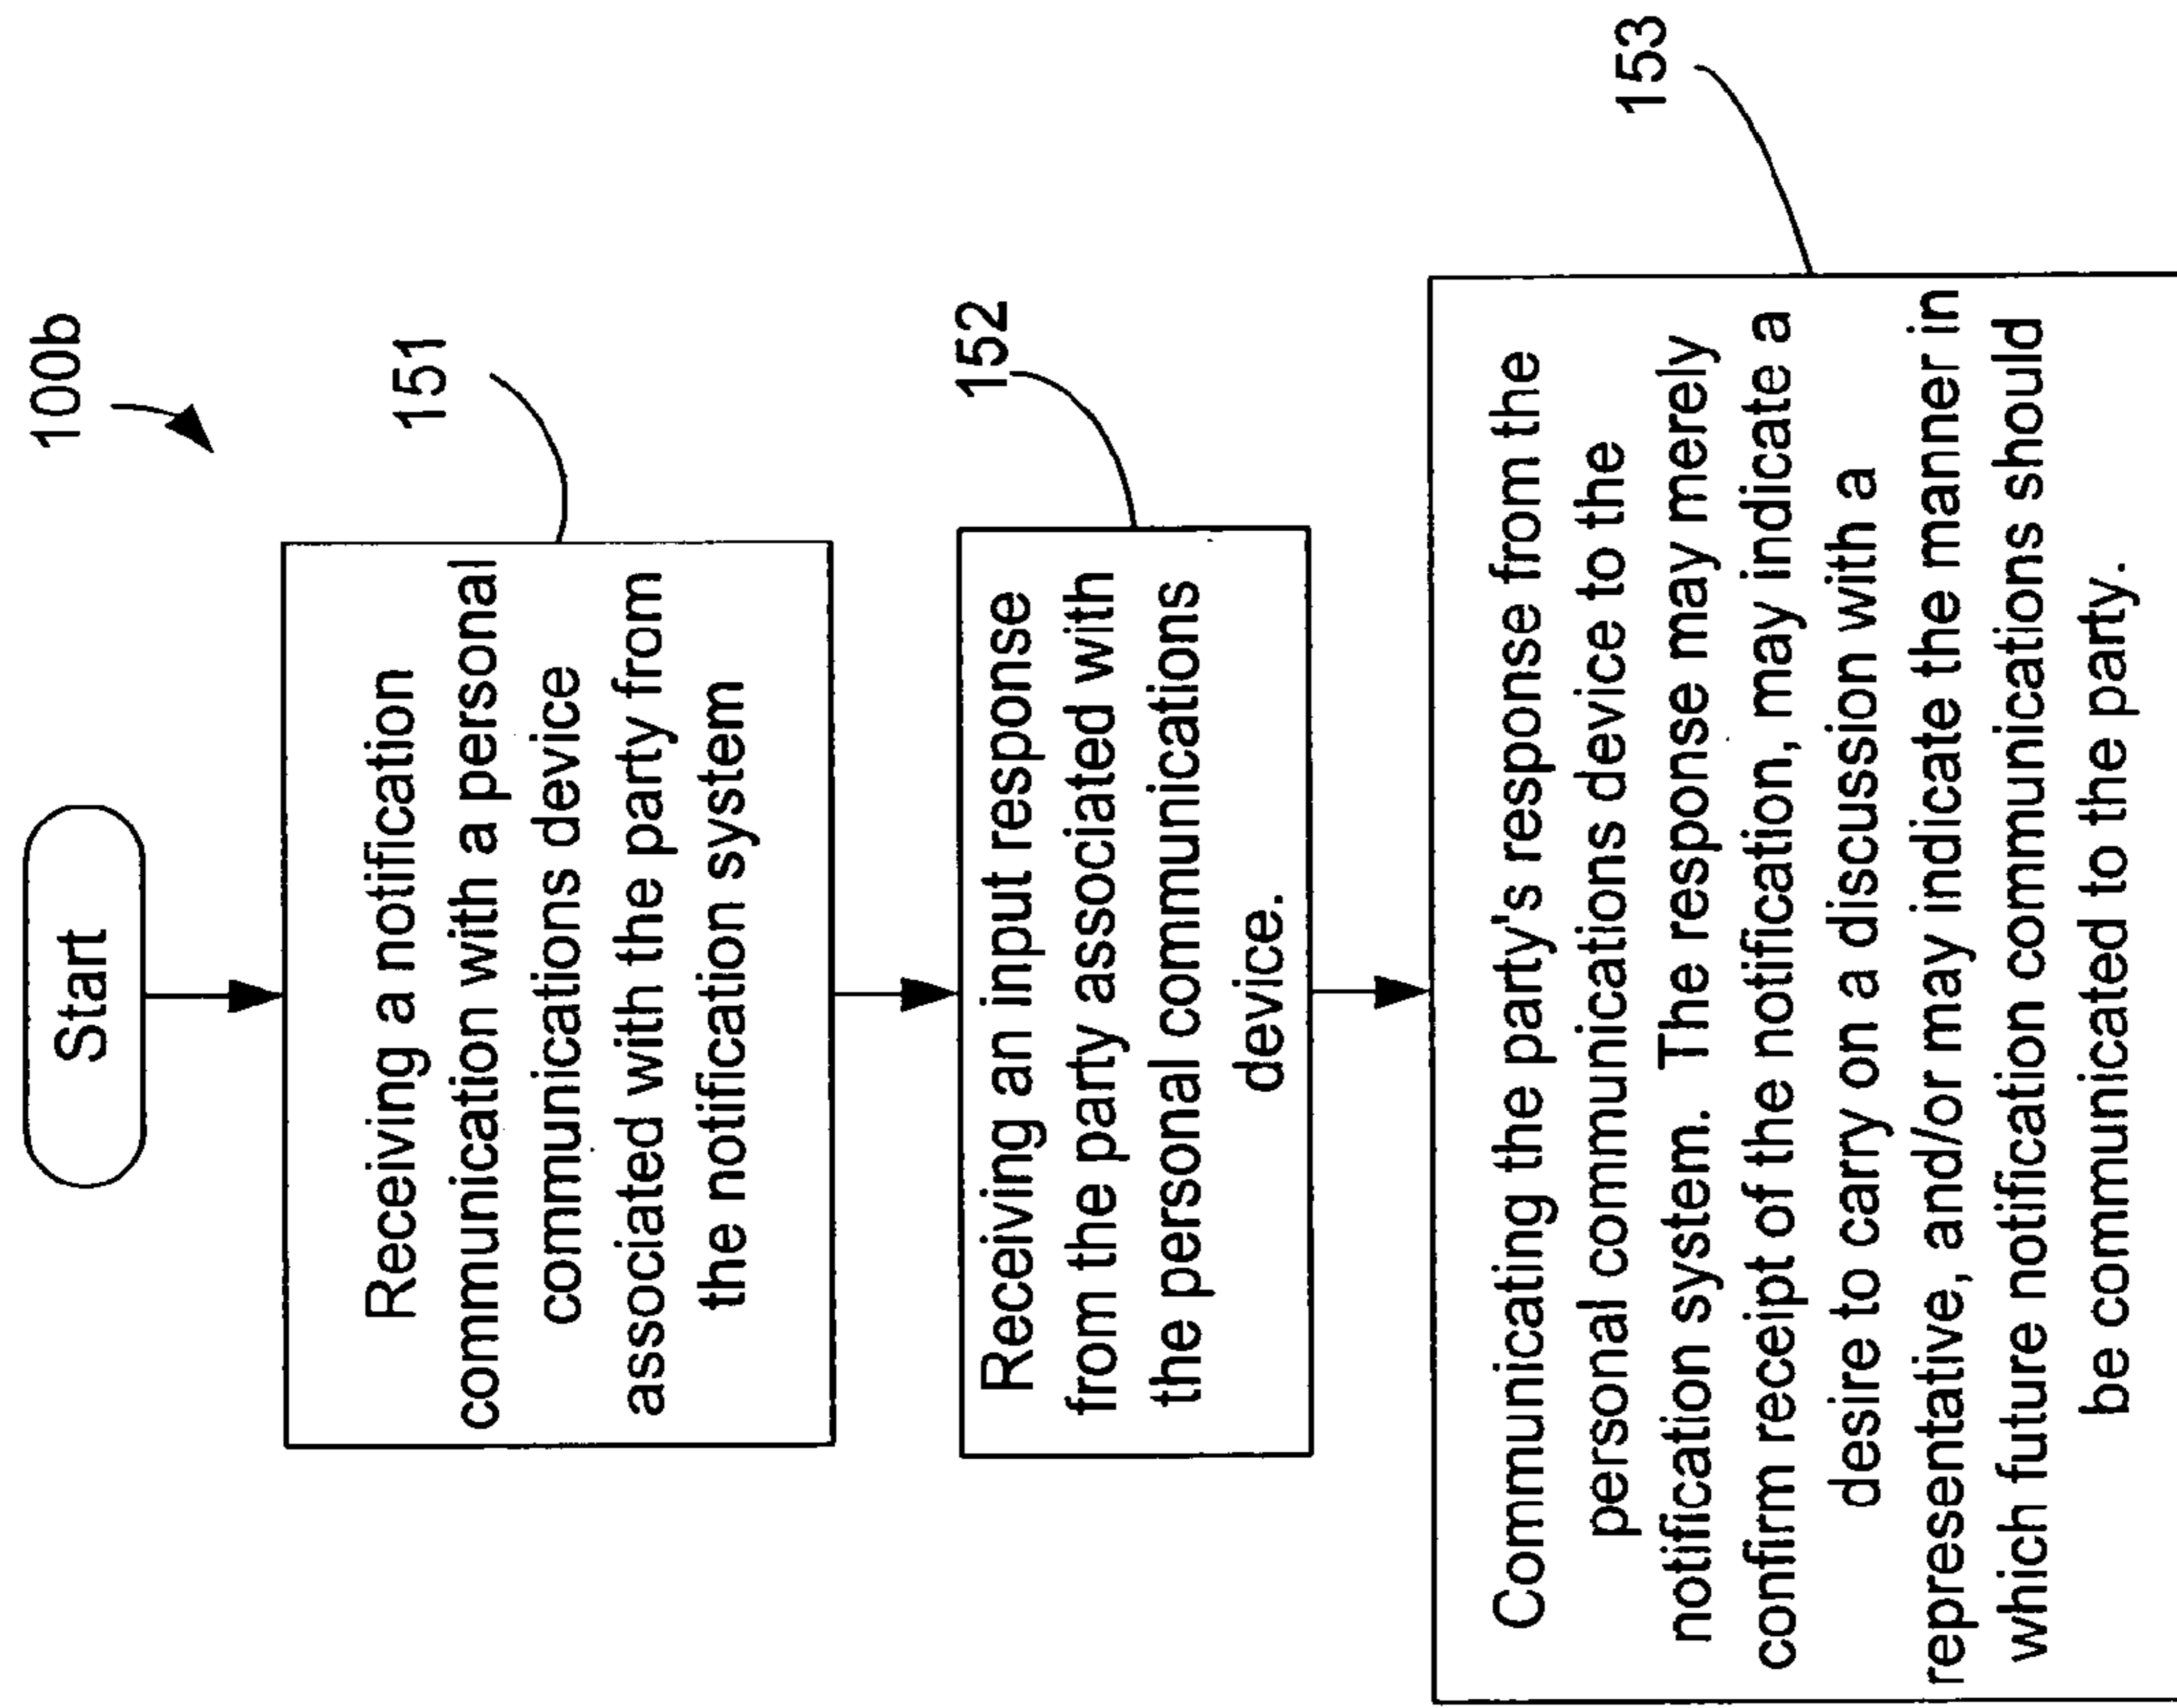 100b
Start
151
Receiving a notification
communication with a personal
communications device
associated with the party from
the notification system
152
Receiving an input response
from the party associated with
the personal communications
device.
153
Communicating the party's response from the
personal communications device to the
notification system. The response may merely
confirm receipt of the notification, may indicate a
desire to carry on a discussion with a
representative, and/or may indicate the manner in
which future notification communications should
be communicated to the party.